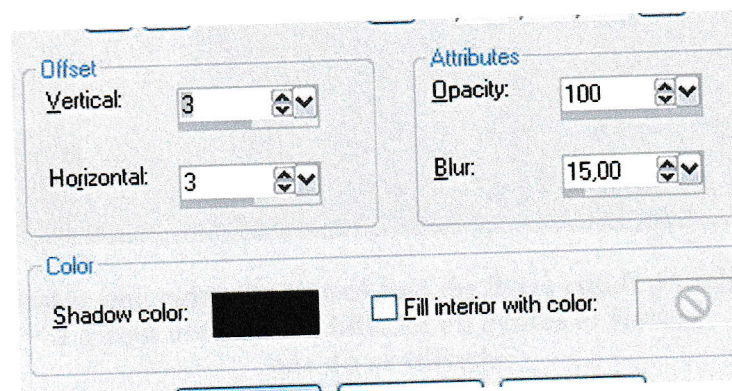 Offset
Vertical: 3
Horizontal: 3
Attributes
Opacity: 100
Blur: 15,00
Color
Shadow color:
Fill interior with color: